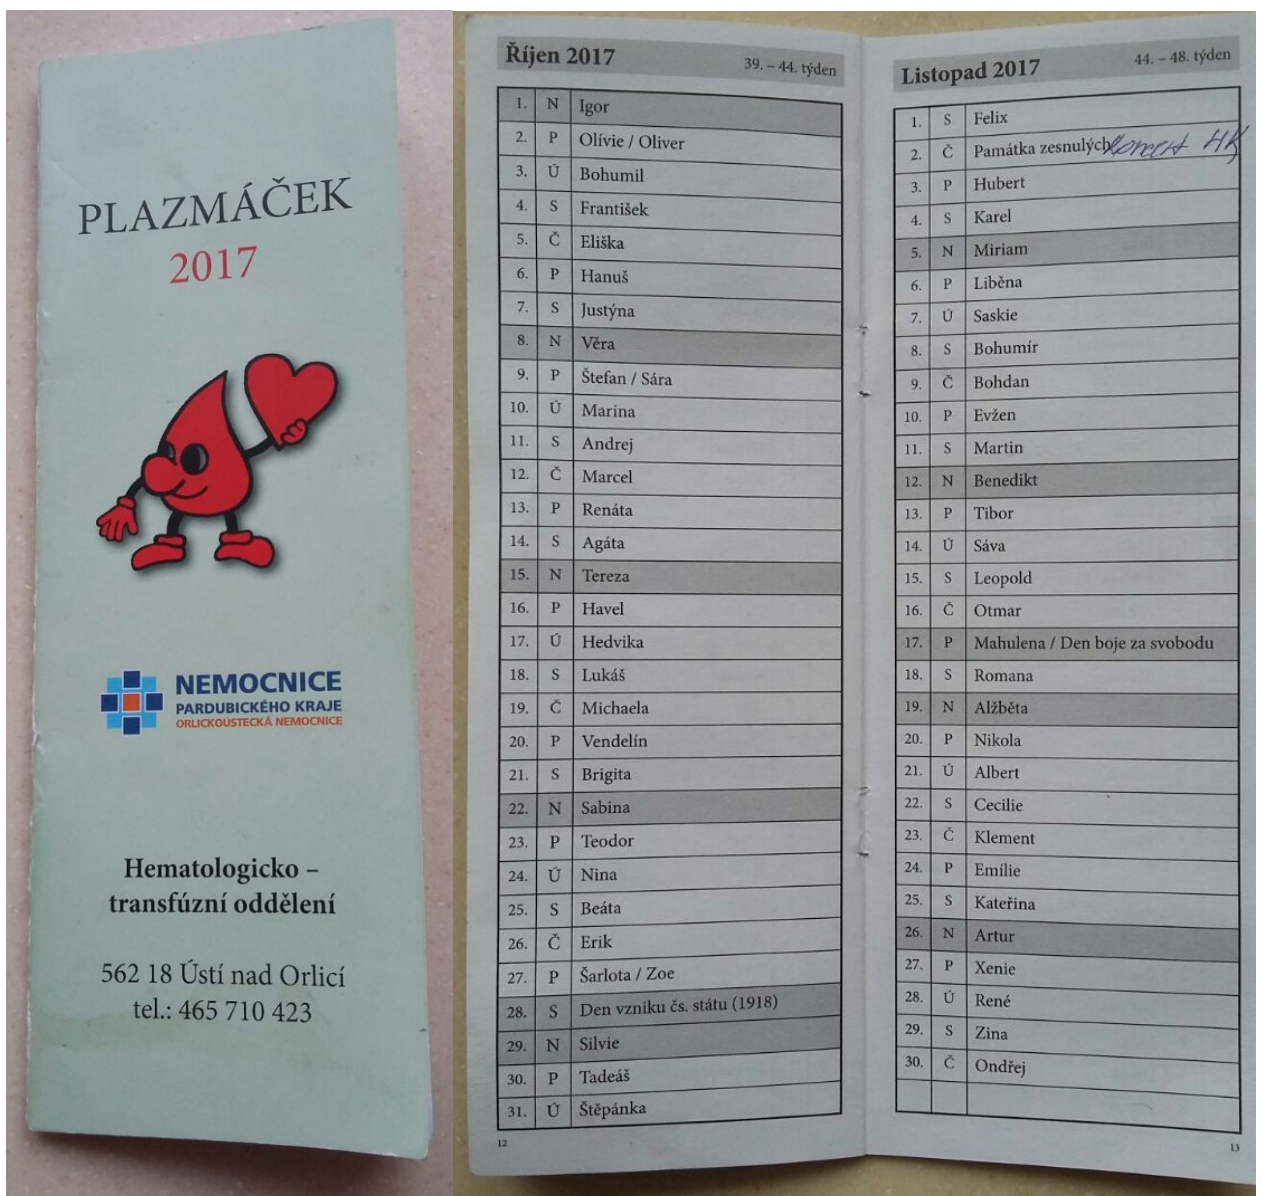 PLAZMÁČEK
2017
NEMOCNICE
PARDUBICKÉHO KRAJE
ORLICKOÚSTECKÁ NEMOCNICE
Hematologicko –
transfúzní oddělení
562 18 Ústí nad Orlicí
tel.: 465 710 423
Říjen 2017 39. – 44. týden
1. N Igor
2. P Olívie / Oliver
3. Ú Bohumil
4. S František
5. Č Eliška
6. P Hanuš
7. S Justýna
8. N Věra
9. P Štefan / Sára
10. Ú Marina
11. S Andrej
12. Č Marcel
13. P Renáta
14. S Agáta
15. N Tereza
16. P Havel
17. Ú Hedvika
18. S Lukáš
19. Č Michaela
20. P Vendelín
21. S Brigita
22. N Sabina
23. P Teodor
24. Ú Nina
25. S Beáta
26. Č Erik
27. P Šarlota / Zoe
28. S Den vzniku čs. státu (1918)
29. N Silvie
30. P Tadeáš
31. Ú Štěpánka
12
Listopad 2017 44. – 48. týden
1. S Felix
2. Č Památka zesnulých koncert HK
3. P Hubert
4. S Karel
5. N Miriam
6. P Liběna
7. Ú Saskie
8. S Bohumír
9. Č Bohdan
10. P Evžen
11. S Martin
12. N Benedikt
13. P Tibor
14. Ú Sáva
15. S Leopold
16. Č Otmar
17. P Mahulena / Den boje za svobodu
18. S Romana
19. N Alžběta
20. P Nikola
21. Ú Albert
22. S Cecilie
23. Č Klement
24. P Emílie
25. S Kateřina
26. N Artur
27. P Xenie
28. Ú René
29. S Zina
30. Č Ondřej
13